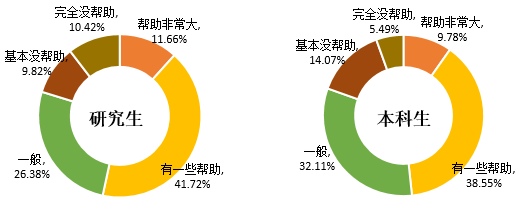 完全没帮助,
10.42%
帮助非常大,
11.66%
基本没帮助,
9.82%
研究生
一般,
26.38%
有一些帮助,
41.72%
完全没帮助,
5.49%
帮助非常大,
9.78%
基本没帮助,
14.07%
本科生
一般,
32.11%
有一些帮助,
38.55%